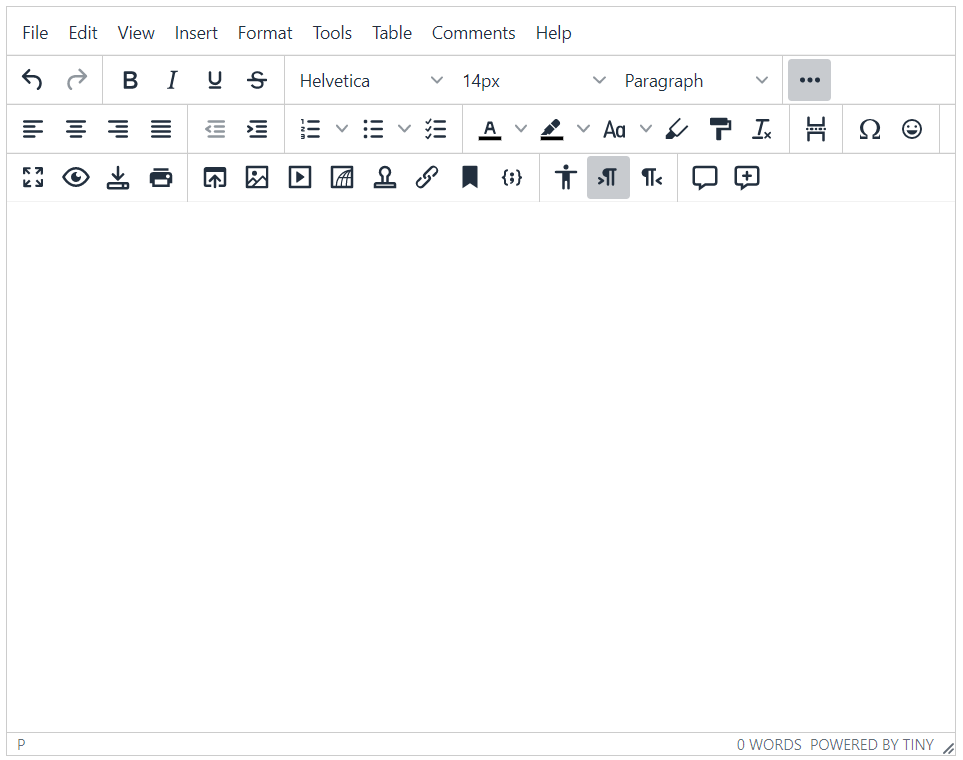 File Edit View Insert Format Tools Table Comments Help
Helvetica 14px Paragraph
P 0 WORDS POWERED BY TINY